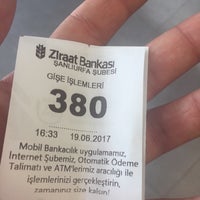 Ziraat Bankası
ŞANLIURFA ŞUBESİ
GİŞE İŞLEMLERİ
380
16:33 19.06.2017
Mobil Bankacılık uygulamamız,
İnternet Şubemiz, Otomatik Ödeme
Talimatı ve ATM'lerimiz aracılığı ile
işlemlerinizi gerçekleştirin,
zamanınız size kalsın!